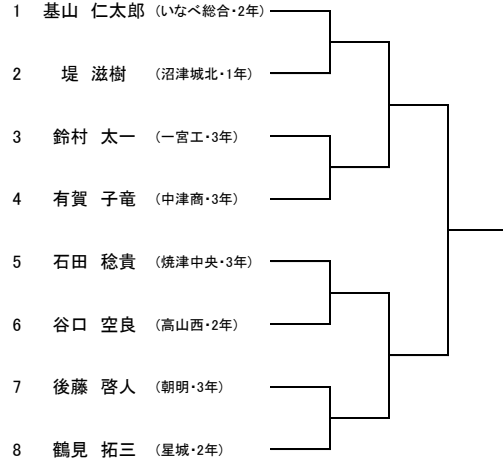 1 基山 仁太郎 (いなべ総合・2年)
2 堤 滋樹 (沼津城北・1年)
3 鈴村 太一 (一宮工・3年)
4 有賀 子竜 (中津商・3年)
5 石田 稔貴 (焼津中央・3年)
6 谷口 空良 (高山西・2年)
7 後藤 啓人 (朝明・3年)
8 鶴見 拓三 (星城・2年)